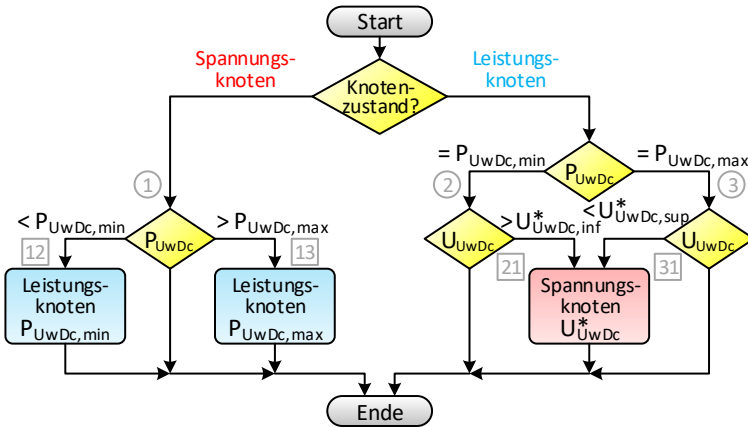 Start
Spannungs-
knoten
Leistungs-
knoten
Knoten-
zustand?
= P_UwDc,min
= P_UwDc,max
P_UwDc
1
2
3
< P_UwDc,min
> P_UwDc,max
>U*_UwDc,inf
<U*_UwDc,sup
P_UwDc
U_UwDc
U_UwDc
12
13
21
31
Leistungs-
knoten
P_UwDc,min
Leistungs-
knoten
P_UwDc,max
Spannungs-
knoten
U*_UwDc
Ende